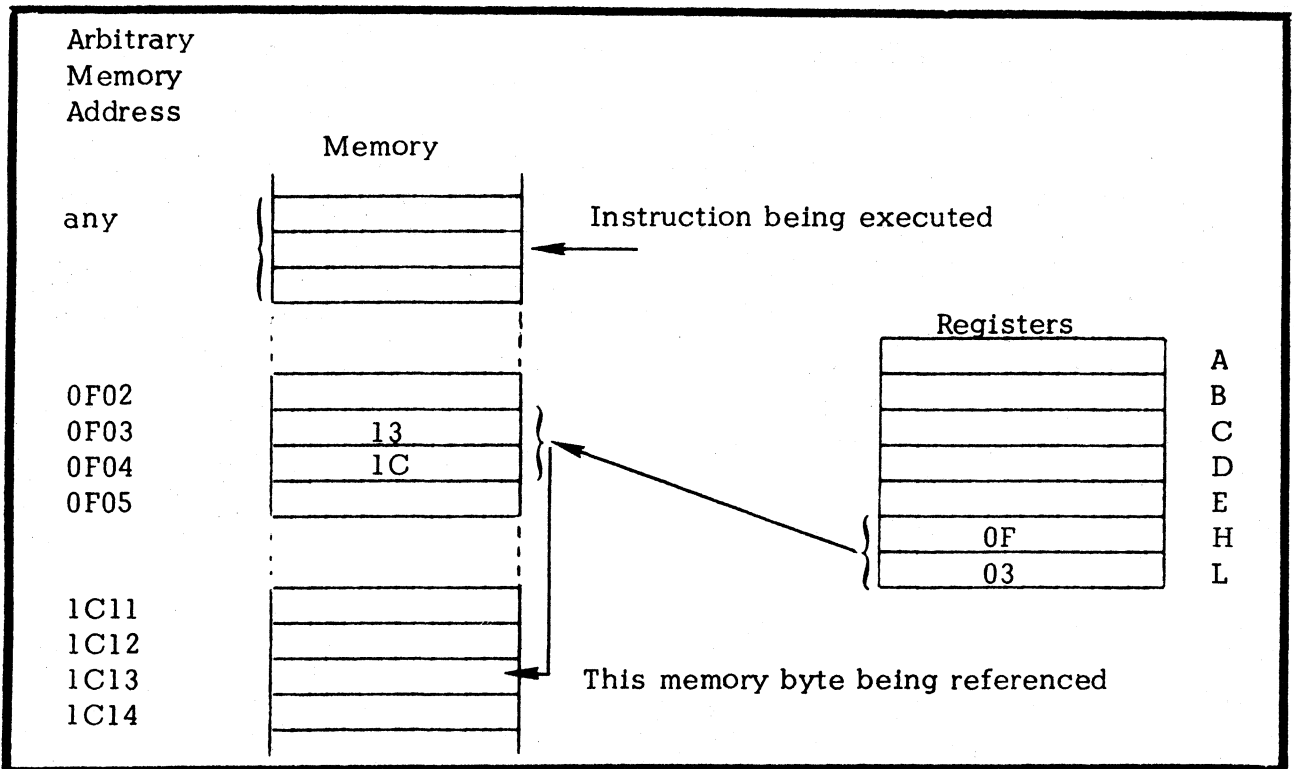 Arbitrary
Memory
Address
Memory
any
Instruction being executed
Registers
A
0F02
B
0F03 13
C
0F04 1C
D
0F05
E
0F H
03 L
1C11
1C12
1C13
This memory byte being referenced
1C14